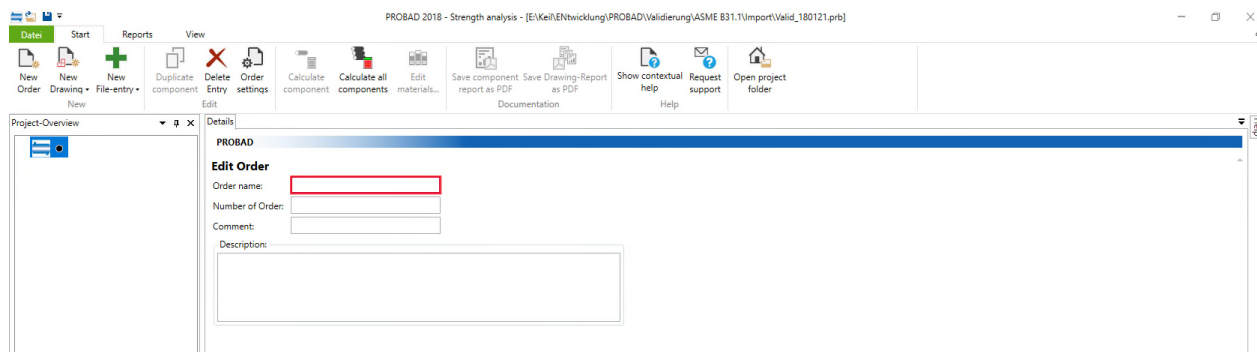 PROBAD 2018 - Strength analysis - [E:\Keil\ENtwicklung\PROBAD\Validierung\ASME B31.1\Import\Valid_180121.prb]
Datei Start Reports View
New Order
New Drawing
New File-entry
Duplicate component
Delete Entry
Order settings
Calculate component
Calculate all components
Edit materials...
Save component report as PDF
Save Drawing-Report as PDF
Show contextual help
Request support
Open project folder
New Edit Documentation Help
Project-Overview
Details
Help
PROBAD
Edit Order
Order name:
Number of Order:
Comment:
Description: